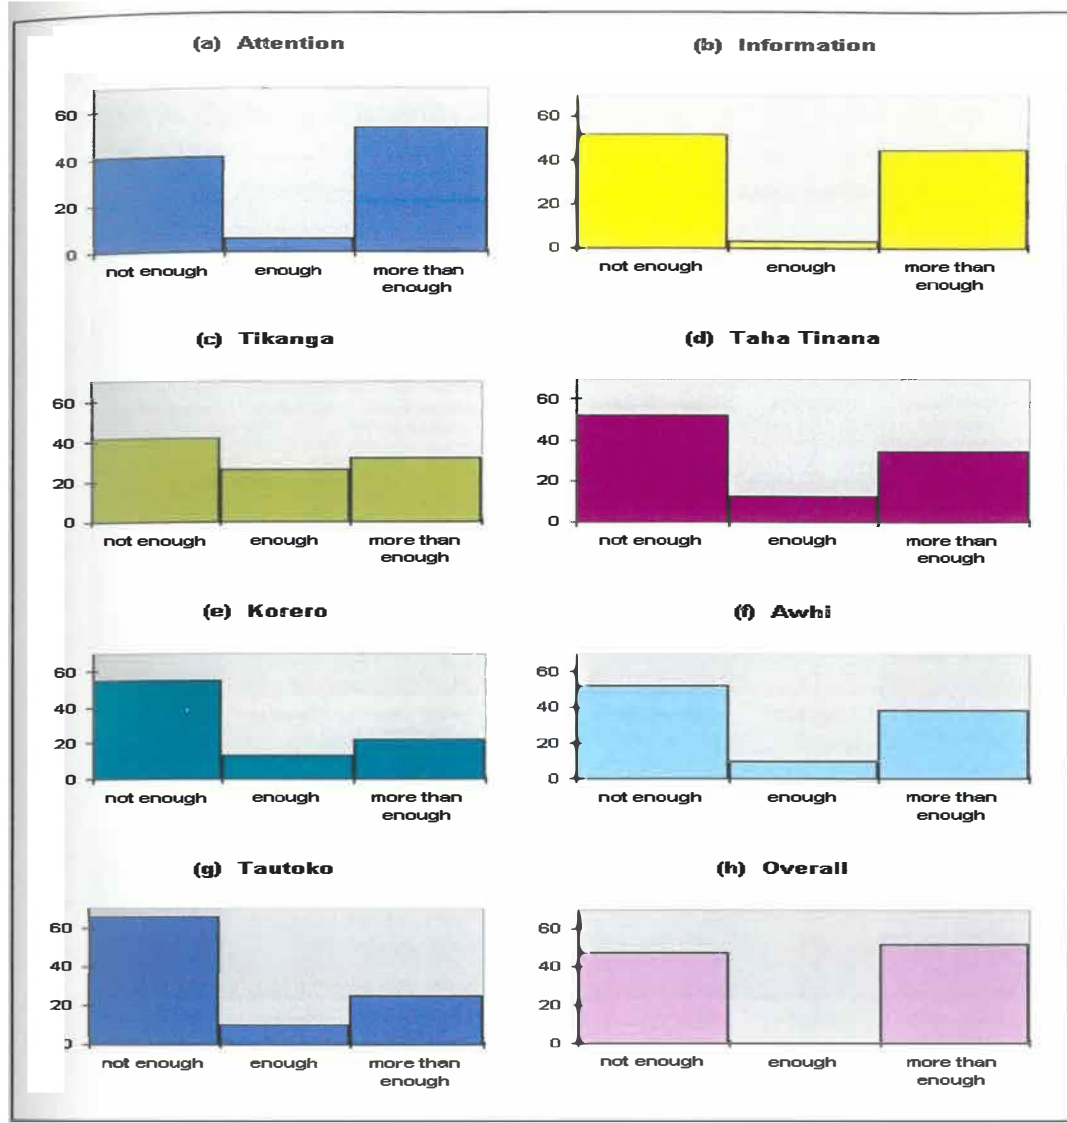 (a) Attention
60
40
20
0
not enough
enough
more than
enough
(b) Information
60
40
20
0
not enough
enough
more than
enough
(c) Tikanga
60
40
20
0
not enough
enough
more than
enough
(d) Taha Tinana
60
40
20
0
not enough
enough
more than
enough
(e) Korero
60
40
20
0
not enough
enough
more than
enough
(f) Awhi
60
40
20
0
not enough
enough
more than
enough
(g) Tautoko
60
40
20
0
not enough
enough
more than
enough
(h) Overall
60
40
20
0
not enough
enough
more than
enough